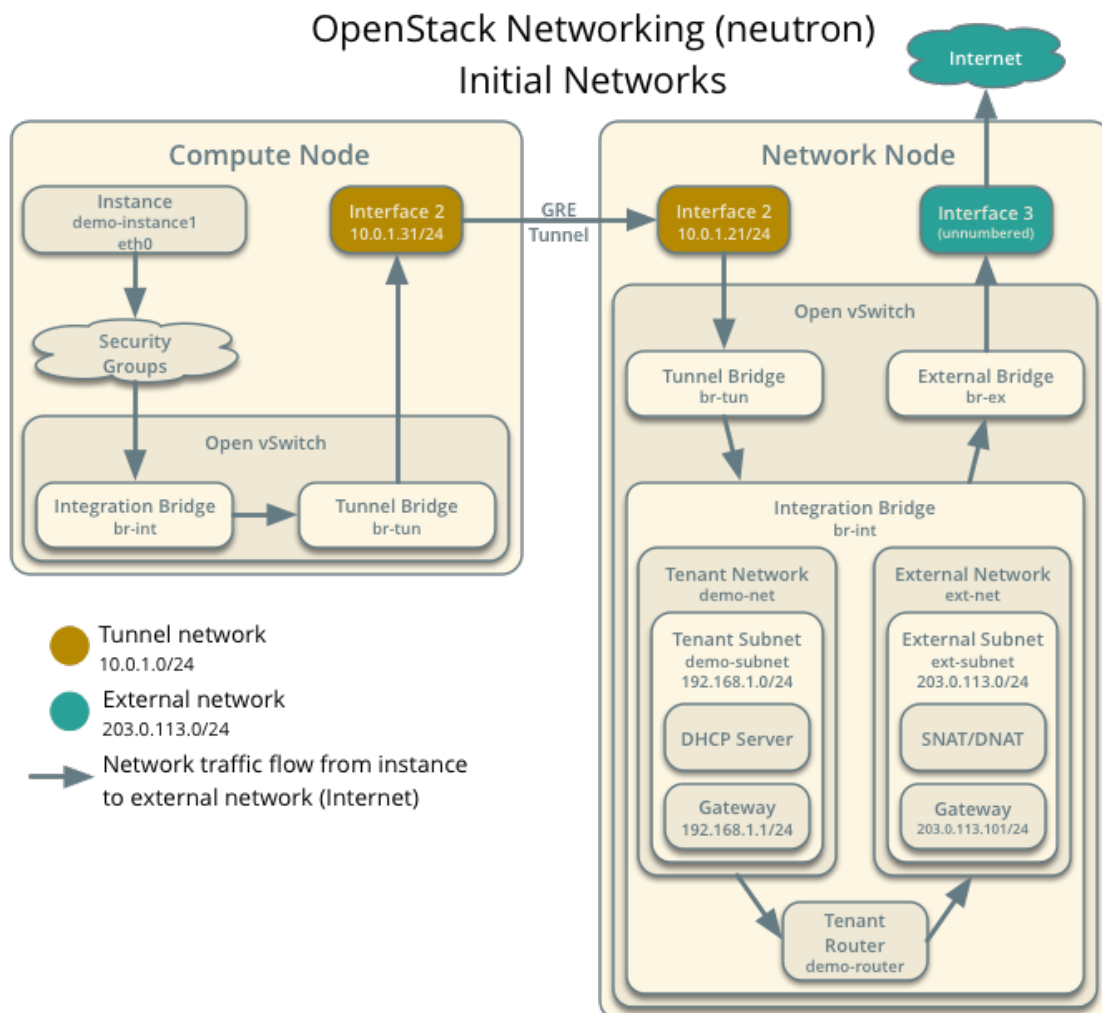 OpenStack Networking (neutron)
Initial Networks
Internet
Compute Node
Instance
demo-instance1
eth0
Interface 2
10.0.1.31/24
Security
Groups
Open vSwitch
Integration Bridge
br-int
Tunnel Bridge
br-tun
GRE
Tunnel
Network Node
Interface 2
10.0.1.21/24
Interface 3
(unnumbered)
Open vSwitch
Tunnel Bridge
br-tun
External Bridge
br-ex
Integration Bridge
br-int
Tenant Network
demo-net
Tenant Subnet
demo-subnet
192.168.1.0/24
DHCP Server
Gateway
192.168.1.1/24
External Network
ext-net
External Subnet
ext-subnet
203.0.113.0/24
SNAT/DNAT
Gateway
203.0.113.101/24
Tenant
Router
demo-router
Tunnel network
10.0.1.0/24
External network
203.0.113.0/24
Network traffic flow from instance
to external network (Internet)